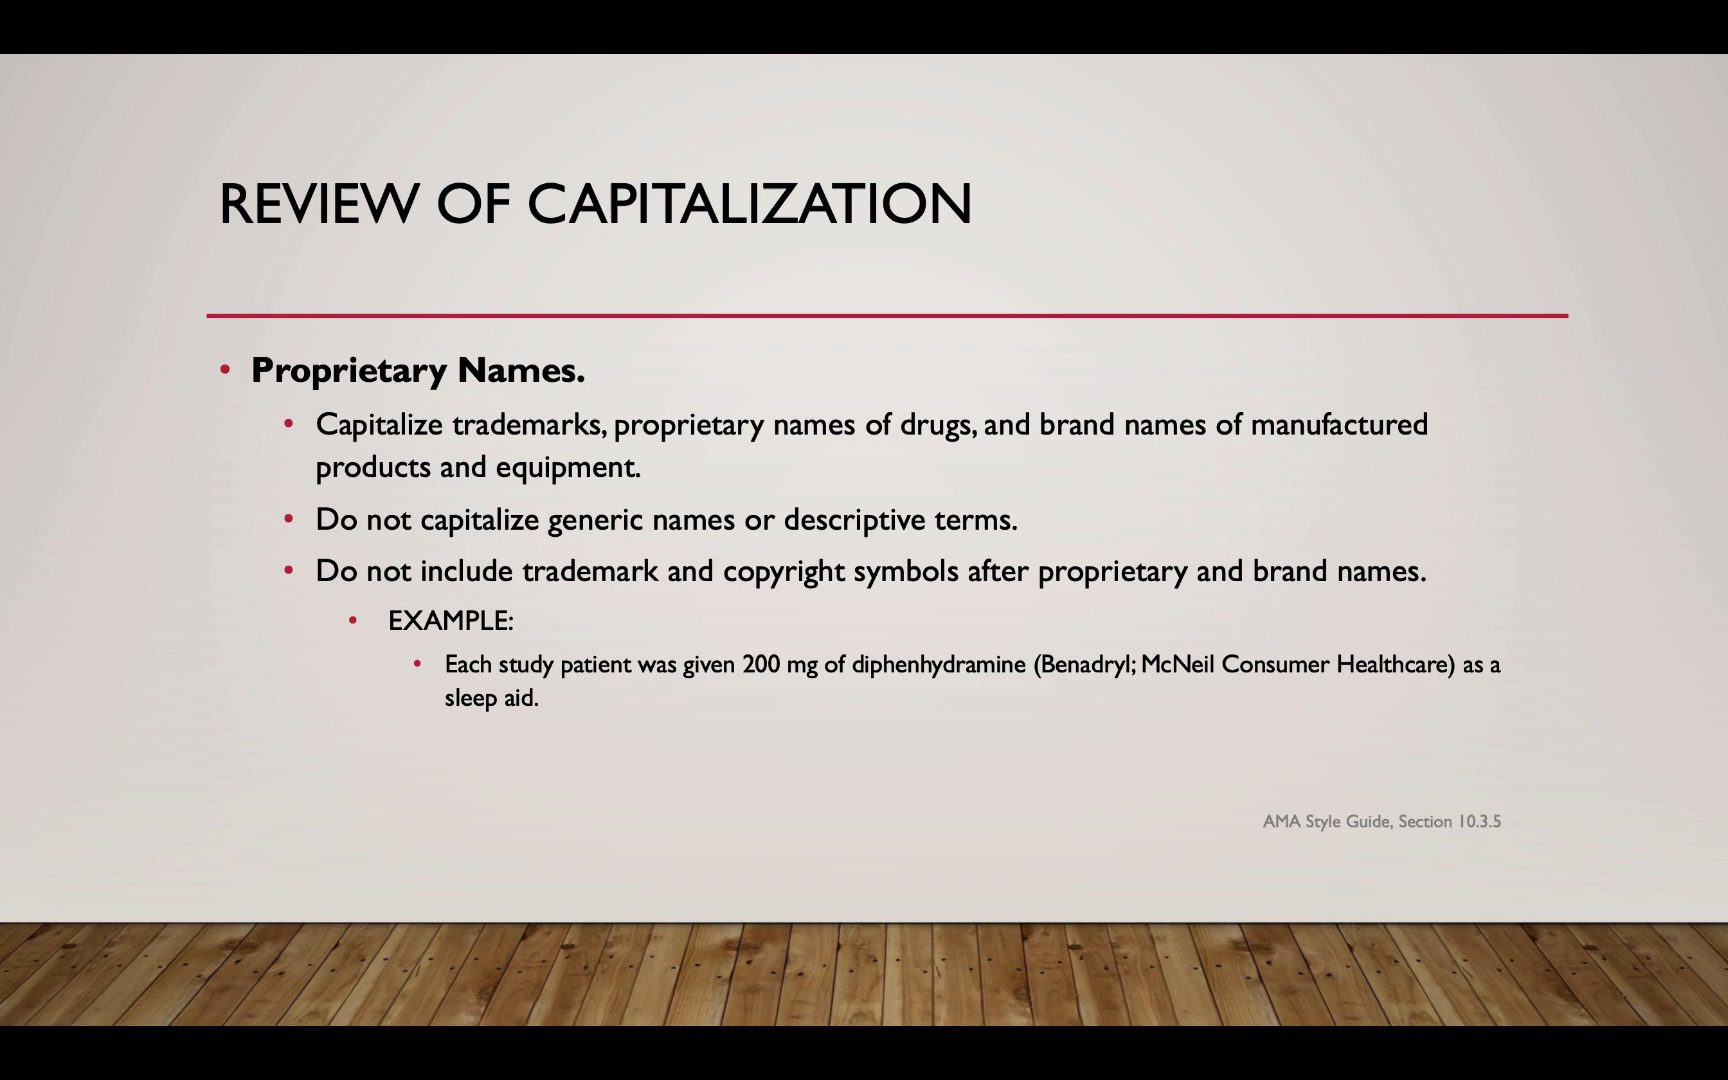 REVIEW OF CAPITALIZATION
• Proprietary Names.
• Capitalize trademarks, proprietary names of drugs, and brand names of manufactured
products and equipment.
• Do not capitalize generic names or descriptive terms.
• Do not include trademark and copyright symbols after proprietary and brand names.
• EXAMPLE:
• Each study patient was given 200 mg of diphenhydramine (Benadryl; McNeil Consumer Healthcare) as a
sleep aid.
AMA Style Guide, Section 10.3.5